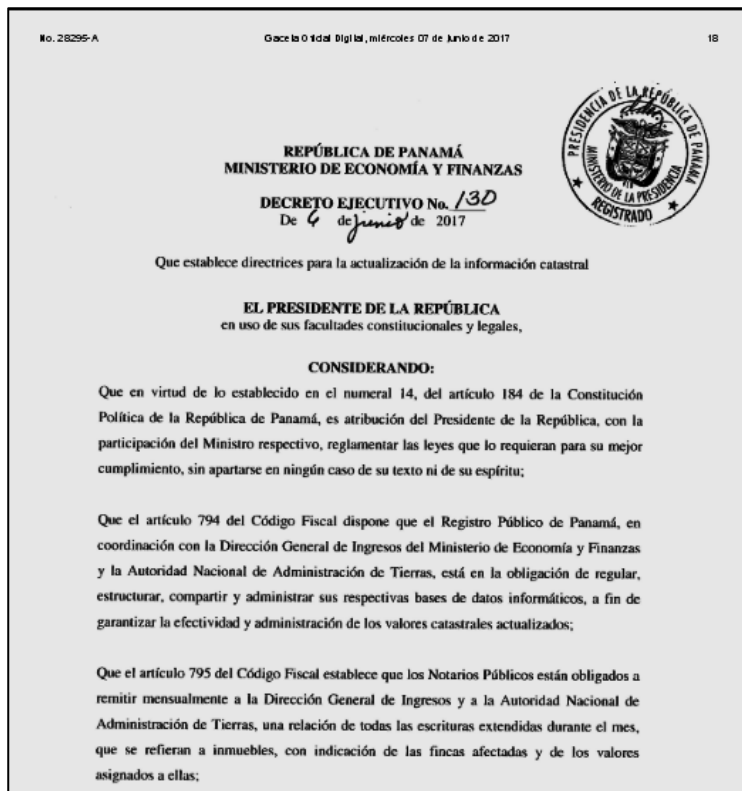 No. 28295-A Gaceta Oficial Digital, miércoles 07 de junio de 2017 18
PRESIDENCIA DE LA REPÚBLICA DE PANAMÁ
MINISTERIO DE LA PRESIDENCIA
REGISTRADO
REPÚBLICA DE PANAMÁ
MINISTERIO DE ECONOMÍA Y FINANZAS
DECRETO EJECUTIVO No. 130
De 6 de junio de 2017
Que establece directrices para la actualización de la información catastral
EL PRESIDENTE DE LA REPÚBLICA
en uso de sus facultades constitucionales y legales,
CONSIDERANDO:
Que en virtud de lo establecido en el numeral 14, del artículo 184 de la Constitución
Política de la República de Panamá, es atribución del Presidente de la República, con la
participación del Ministro respectivo, reglamentar las leyes que lo requieran para su mejor
cumplimiento, sin apartarse en ningún caso de su texto ni de su espíritu;
Que el artículo 794 del Código Fiscal dispone que el Registro Público de Panamá, en
coordinación con la Dirección General de Ingresos del Ministerio de Economía y Finanzas
y la Autoridad Nacional de Administración de Tierras, está en la obligación de regular,
estructurar, compartir y administrar sus respectivas bases de datos informáticos, a fin de
garantizar la efectividad y administración de los valores catastrales actualizados;
Que el artículo 795 del Código Fiscal establece que los Notarios Públicos están obligados a
remitir mensualmente a la Dirección General de Ingresos y a la Autoridad Nacional de
Administración de Tierras, una relación de todas las escrituras extendidas durante el mes,
que se refieran a inmuebles, con indicación de las fincas afectadas y de los valores
asignados a ellas;